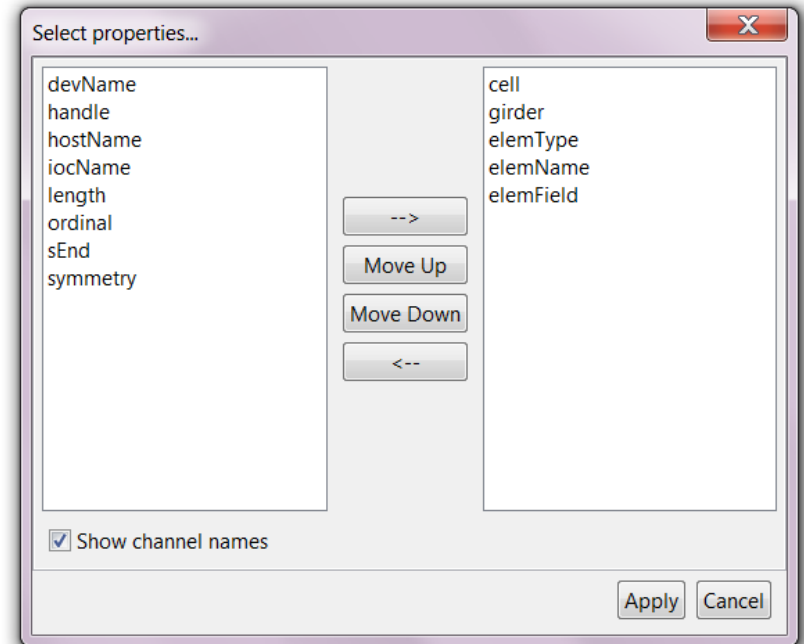 Select properties...
devName
handle
hostName
iocName
length
ordinal
sEnd
symmetry
-->
Move Up
Move Down
<--
cell
girder
elemType
elemName
elemField
Show channel names
Apply
Cancel